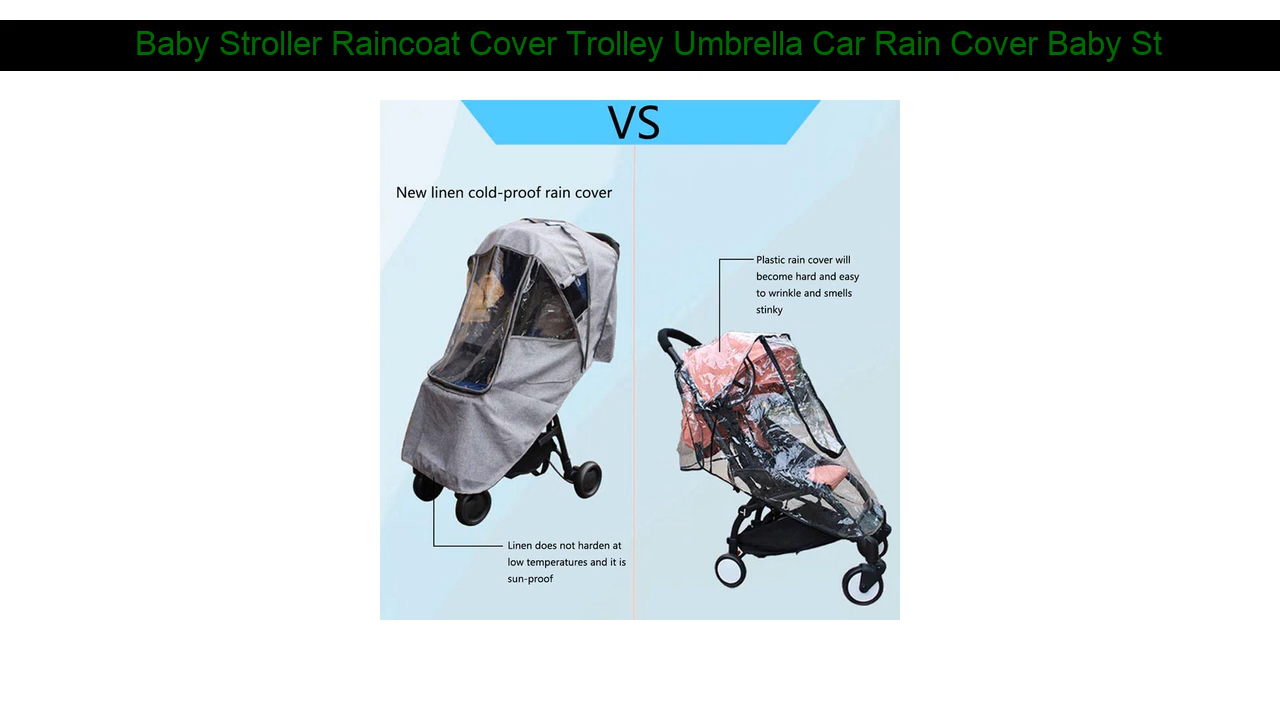 Baby Stroller Raincoat Cover Trolley Umbrella Car Rain Cover Baby St
VS
New linen cold-proof rain cover
Plastic rain cover will
become hard and easy
to wrinkle and smells
stinky
Linen does not harden at
low temperatures and it is
sun-proof